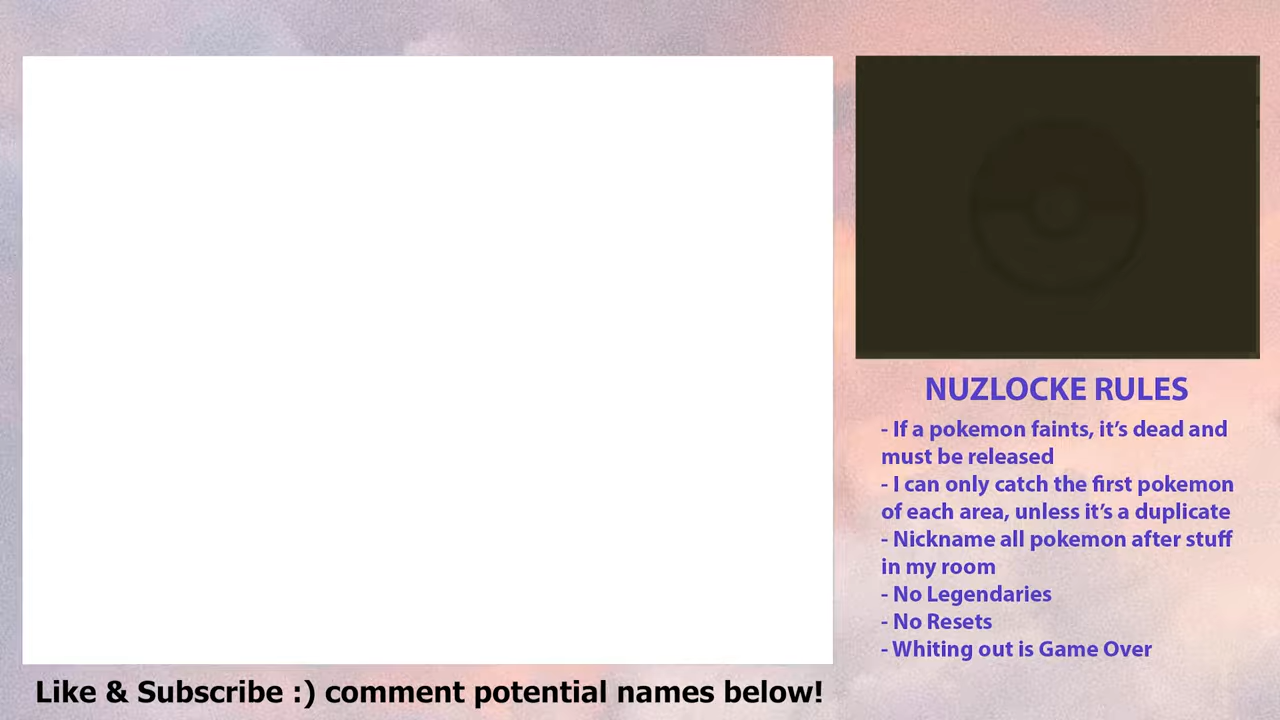 NUZLOCKE RULES
- If a pokemon faints, it’s dead and
must be released
- I can only catch the first pokemon
of each area, unless it’s a duplicate
- Nickname all pokemon after stuff
in my room
- No Legendaries
- No Resets
- Whiting out is Game Over
Like & Subscribe :) comment potential names below!